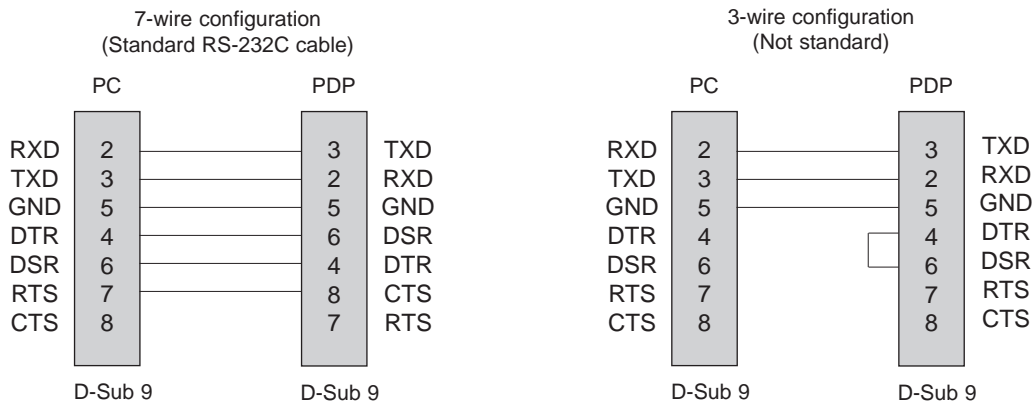 7-wire configuration
(Standard RS-232C cable)
PC PDP
RXD 2 3 TXD
TXD 3 2 RXD
GND 5 5 GND
DTR 4 6 DSR
DSR 6 4 DTR
RTS 7 8 CTS
CTS 8 7 RTS
D-Sub 9 D-Sub 9
3-wire configuration
(Not standard)
PC PDP
RXD 2 3 TXD
TXD 3 2 RXD
GND 5 5 GND
DTR 4 4 DTR
DSR 6 6 DSR
RTS 7 7 RTS
CTS 8 8 CTS
D-Sub 9 D-Sub 9